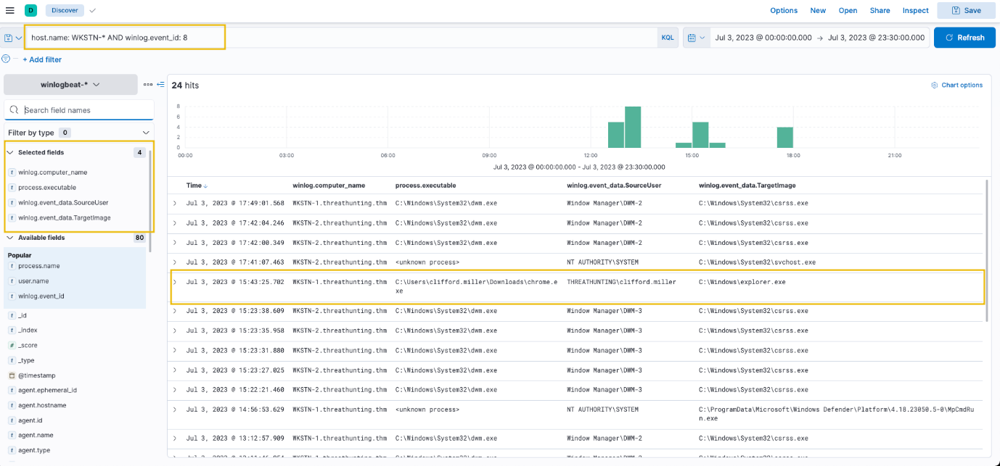 D
Discover
Options
New
Open
Share
Inspect
Save
host.name: WKSTN-* AND winlog.event_id: 8
KQL
Jul 3, 2023 @ 00:00:00.000 → Jul 3, 2023 @ 23:30:00.000
Refresh
+ Add filter
winlogbeat-*
Search field names
Filter by type 0
Selected fields 4
t winlog.computer_name
t process.executable
t winlog.event_data.SourceUser
t winlog.event_data.TargetImage
Available fields 80
Popular
t process.name
t user.name
t winlog.event_id
t _id
t _index
# _score
t _type
@timestamp
t agent.ephemeral_id
t agent.hostname
t agent.id
t agent.name
t agent.type
24 hits
Chart options
8
6
4
2
0
00:00 03:00 06:00 09:00 12:00 15:00 18:00 21:00
Jul 3, 2023 @ 00:00:00.000 - Jul 3, 2023 @ 23:30:00.000
Time winlog.computer_name process.executable winlog.event_data.SourceUser winlog.event_data.TargetImage
Jul 3, 2023 @ 17:49:01.568 WKSTN-1.threathunting.thm C:\Windows\System32\dwm.exe Window Manager\DWM-2 C:\Windows\System32\csrss.exe
Jul 3, 2023 @ 17:42:04.246 WKSTN-2.threathunting.thm C:\Windows\System32\dwm.exe Window Manager\DWM-2 C:\Windows\System32\csrss.exe
Jul 3, 2023 @ 17:42:00.349 WKSTN-2.threathunting.thm C:\Windows\System32\dwm.exe Window Manager\DWM-2 C:\Windows\System32\csrss.exe
Jul 3, 2023 @ 17:41:07.463 WKSTN-2.threathunting.thm <unknown process> NT AUTHORITY\SYSTEM C:\Windows\System32\svchost.exe
Jul 3, 2023 @ 15:43:25.702 WKSTN-1.threathunting.thm C:\Users\clifford.miller\Downloads\chrome.e THREATHUNTING\clifford.miller C:\Windows\explorer.exe
xe
Jul 3, 2023 @ 15:23:38.609 WKSTN-2.threathunting.thm C:\Windows\System32\dwm.exe Window Manager\DWM-3 C:\Windows\System32\csrss.exe
Jul 3, 2023 @ 15:23:35.958 WKSTN-2.threathunting.thm C:\Windows\System32\dwm.exe Window Manager\DWM-3 C:\Windows\System32\csrss.exe
Jul 3, 2023 @ 15:23:31.880 WKSTN-2.threathunting.thm C:\Windows\System32\dwm.exe Window Manager\DWM-3 C:\Windows\System32\csrss.exe
Jul 3, 2023 @ 15:23:27.025 WKSTN-2.threathunting.thm C:\Windows\System32\dwm.exe Window Manager\DWM-3 C:\Windows\System32\csrss.exe
Jul 3, 2023 @ 15:22:21.460 WKSTN-2.threathunting.thm C:\Windows\System32\dwm.exe Window Manager\DWM-3 C:\Windows\System32\csrss.exe
Jul 3, 2023 @ 14:56:53.629 WKSTN-1.threathunting.thm <unknown process> NT AUTHORITY\SYSTEM C:\ProgramData\Microsoft\Windows Defender\Platform\4.18.23050.5-0\MpCmdRu
n.exe
Jul 3, 2023 @ 13:12:57.909 WKSTN-1.threathunting.thm C:\Windows\System32\dwm.exe Window Manager\DWM-2 C:\Windows\System32\csrss.exe